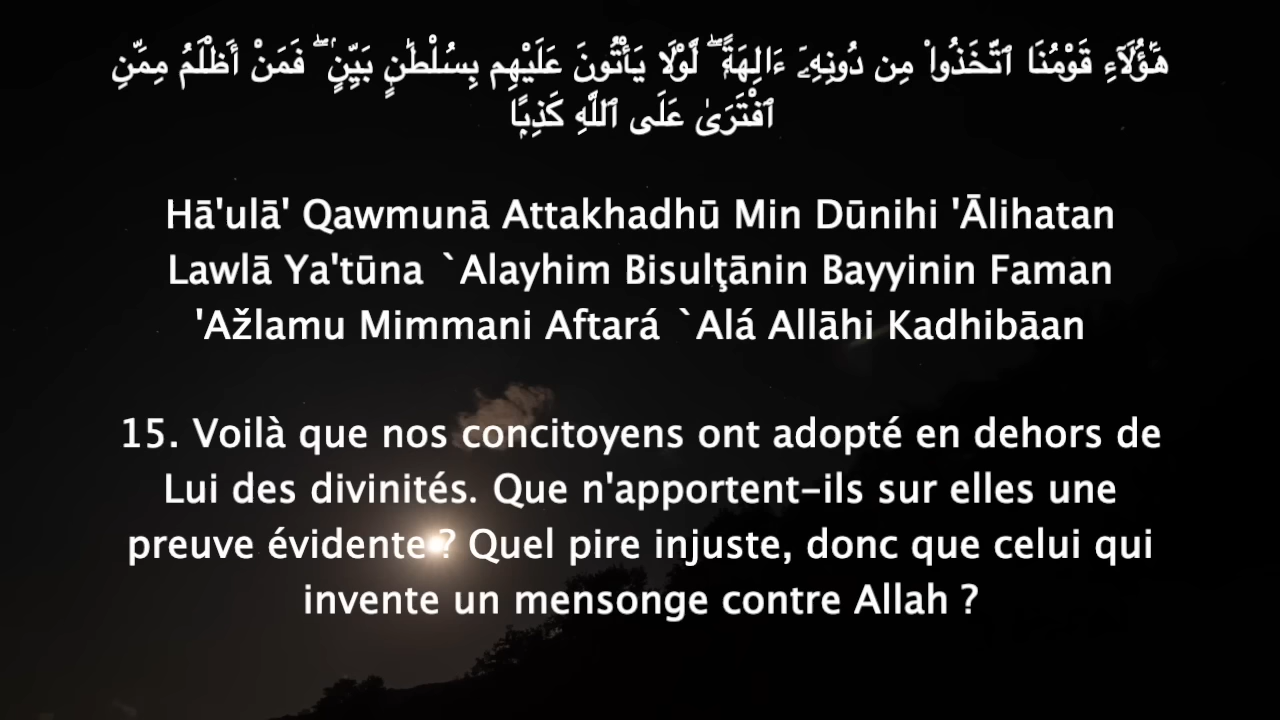 هَٰٓؤُلَآءِ قَوْمُنَا ٱتَّخَذُوا۟ مِن دُونِهِۦٓ ءَالِهَةًۭ ۖ لَّوْلَا يَأْتُونَ عَلَيْهِم بِسُلْطَٰنٍۭ بَيِّنٍۢ ۖ فَمَنْ أَظْلَمُ مِمَّنِ
ٱفْتَرَىٰ عَلَى ٱللَّهِ كَذِبًۭا
Hā'ulā' Qawmunā Attakhadhū Min Dūnihi 'Ālihatan
Lawlā Ya'tūna `Alayhim Bisulţānin Bayyinin Faman
'Ažlamu Mimmani Aftará `Alá Allāhi Kadhibāan
15. Voilà que nos concitoyens ont adopté en dehors de
Lui des divinités. Que n'apportent-ils sur elles une
preuve évidente ? Quel pire injuste, donc que celui qui
invente un mensonge contre Allah ?